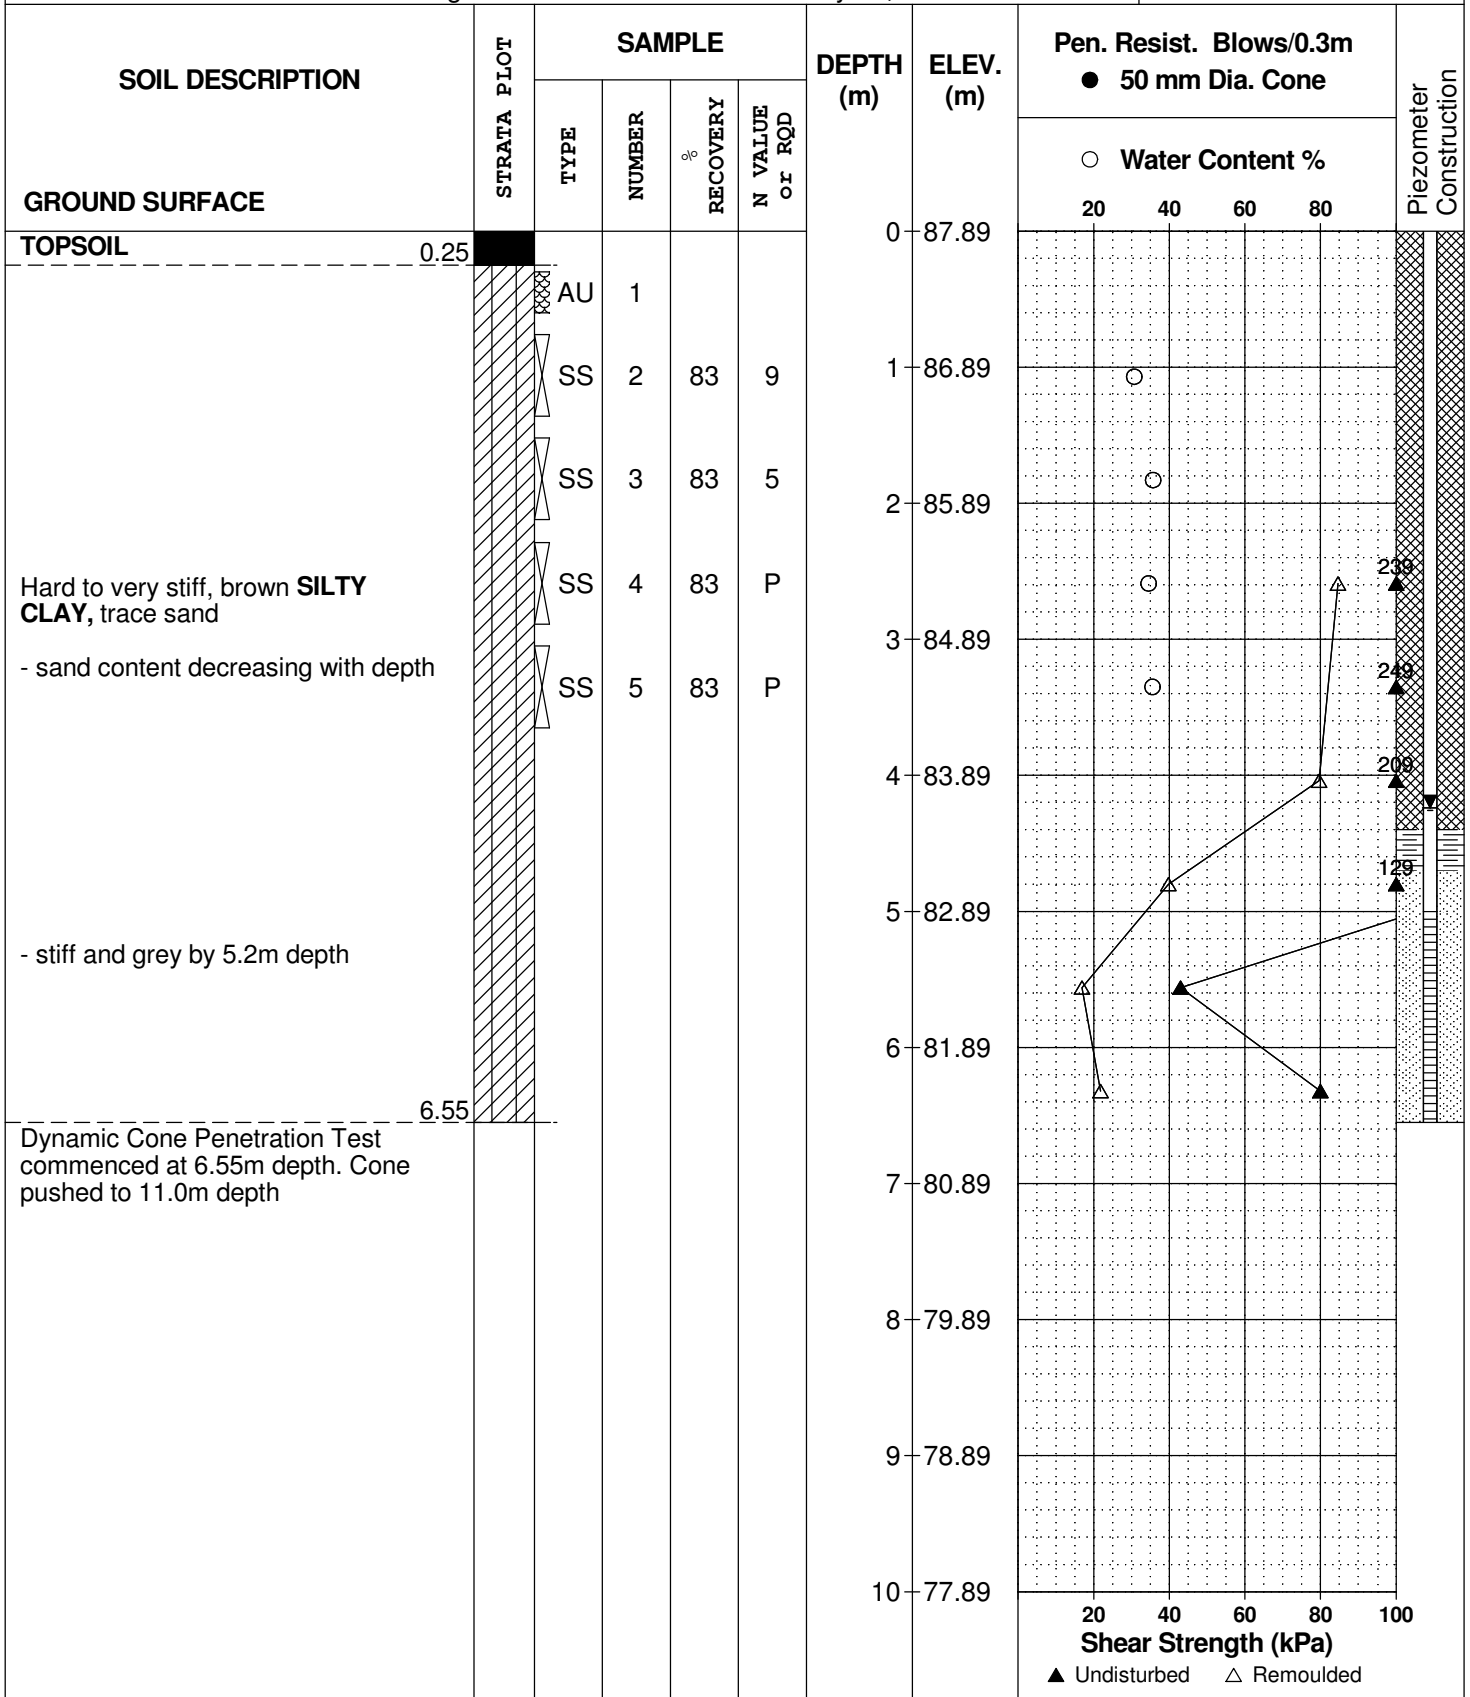 SOIL DESCRIPTION
GROUND SURFACE
STRATA PLOT
SAMPLE
TYPE
NUMBER
% RECOVERY
N VALUE or RQD
DEPTH (m)
ELEV. (m)
Pen. Resist. Blows/0.3m
● 50 mm Dia. Cone
○ Water Content %
20 40 60 80
Piezometer Construction
TOPSOIL 0.25
0 87.89
AU 1
1 86.89
SS 2 83 9
SS 3 83 5
2 85.89
239
Hard to very stiff, brown SILTY
CLAY, trace sand
SS 4 83 P
3 84.89
- sand content decreasing with depth
249
SS 5 83 P
4 83.89
209
129
5 82.89
- stiff and grey by 5.2m depth
6 81.89
6.55
Dynamic Cone Penetration Test
commenced at 6.55m depth. Cone
pushed to 11.0m depth
7 80.89
8 79.89
9 78.89
10 77.89
20 40 60 80 100
Shear Strength (kPa)
▲ Undisturbed △ Remoulded